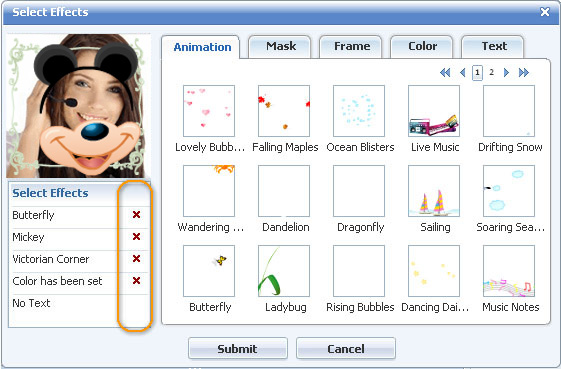 Select Effects
Animation Mask Frame Color Text
1 2
Lovely Bubb... Falling Maples Ocean Blisters Live Music Drifting Snow
Select Effects
Butterfly
Mickey
Victorian Corner
Color has been set
No Text
Wandering ... Dandelion Dragonfly Sailing Soaring Sea...
Butterfly Ladybug Rising Bubbles Dancing Dai... Music Notes
Submit Cancel